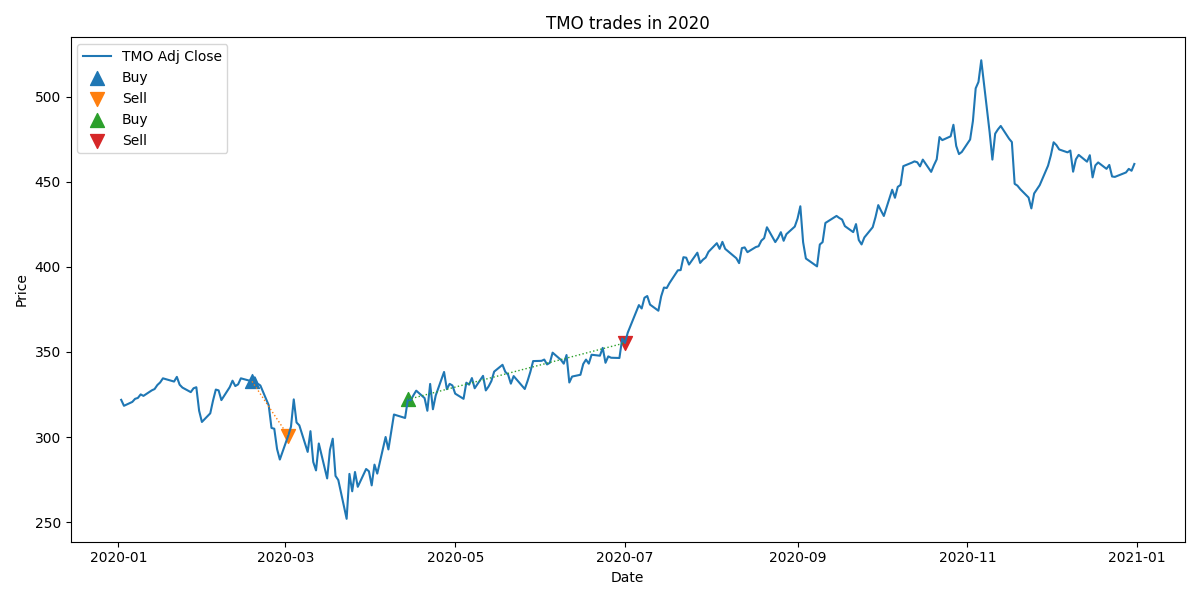 TMO trades in 2020
TMO Adj Close
Buy
Sell
Buy
Sell
500
450
400
350
300
250
Price
2020-01
2020-03
2020-05
2020-07
2020-09
2020-11
2021-01
Date